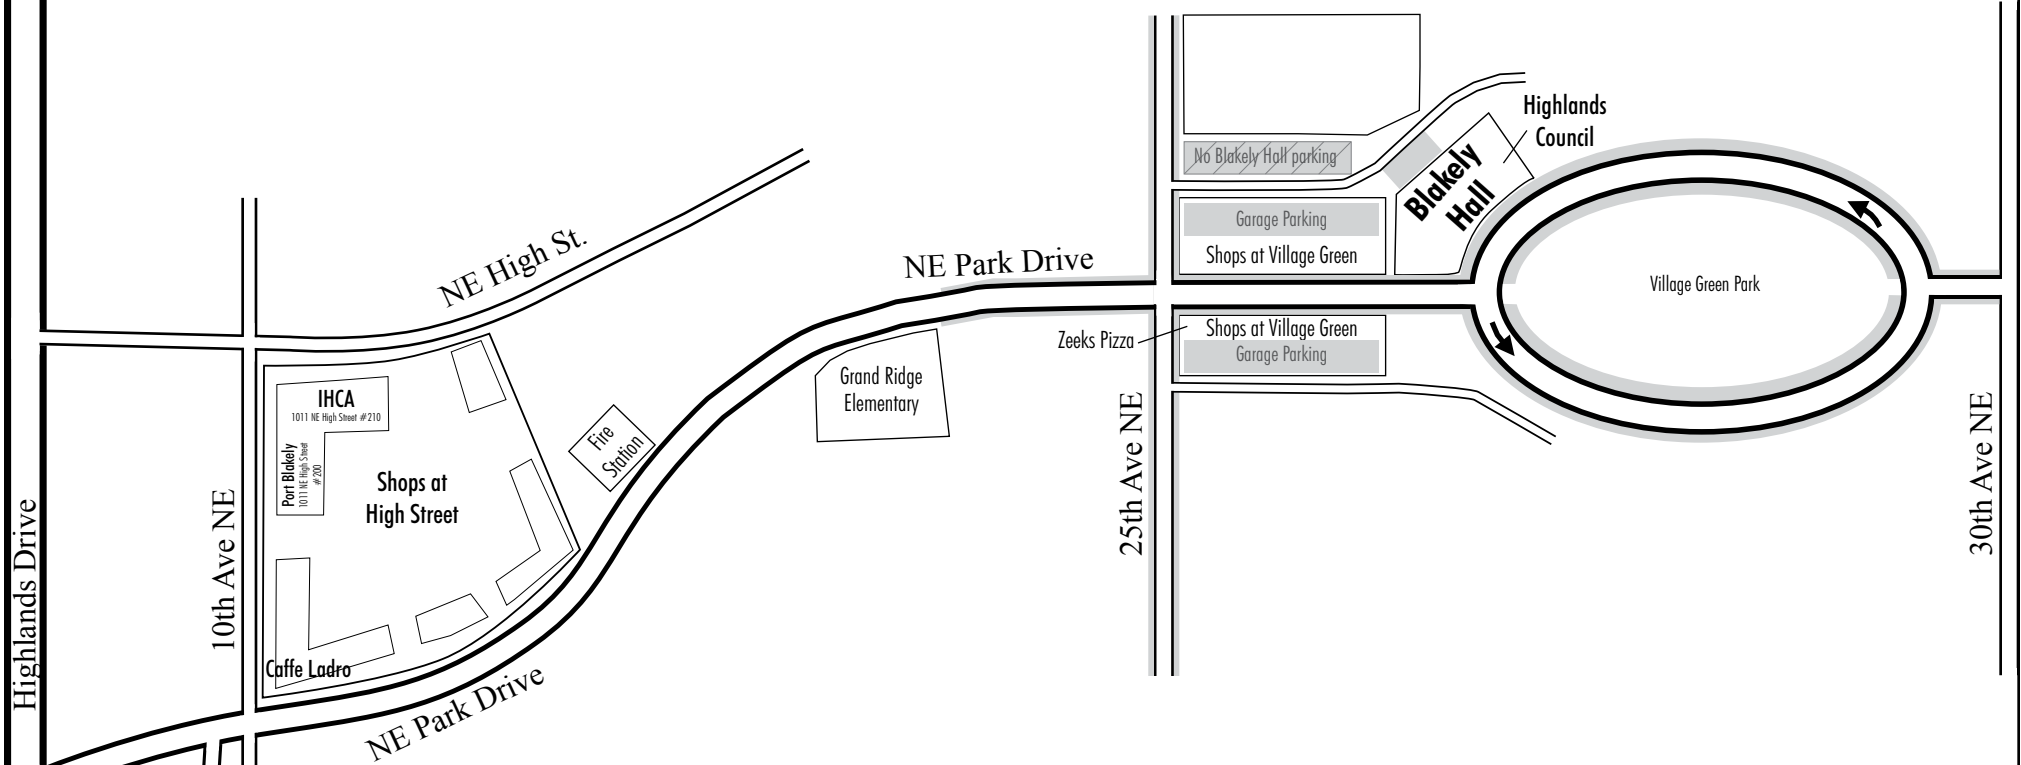 Highlands
Council
No Blakely Hall parking
Blakely
Hall
Garage Parking
Shops at Village Green
NE High St.
NE Park Drive
Village Green Park
Zeeks Pizza
Shops at Village Green
Garage Parking
Grand Ridge
Elementary
IHCA
1011 NE High Street #210
Port Blakely
1011 NE High Street
#200
Fire
Station
Shops at
High Street
Highlands Drive
10th Ave NE
25th Ave NE
30th Ave NE
Caffe Ladro
NE Park Drive